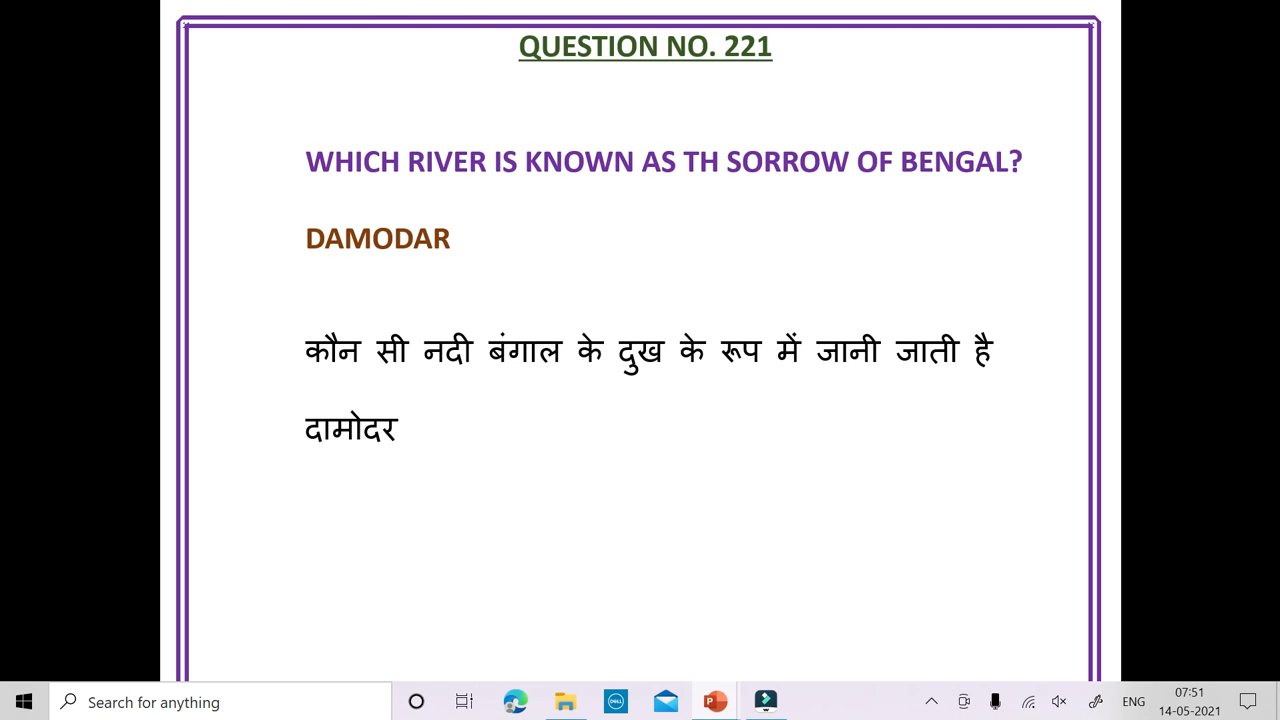 QUESTION NO. 221
WHICH RIVER IS KNOWN AS TH SORROW OF BENGAL?
DAMODAR
कौन सी नदी बंगाल के दुख के रूप में जानी जाती है
दामोदर
Search for anything
DELL
P
ENG
07:51
14-05-2021